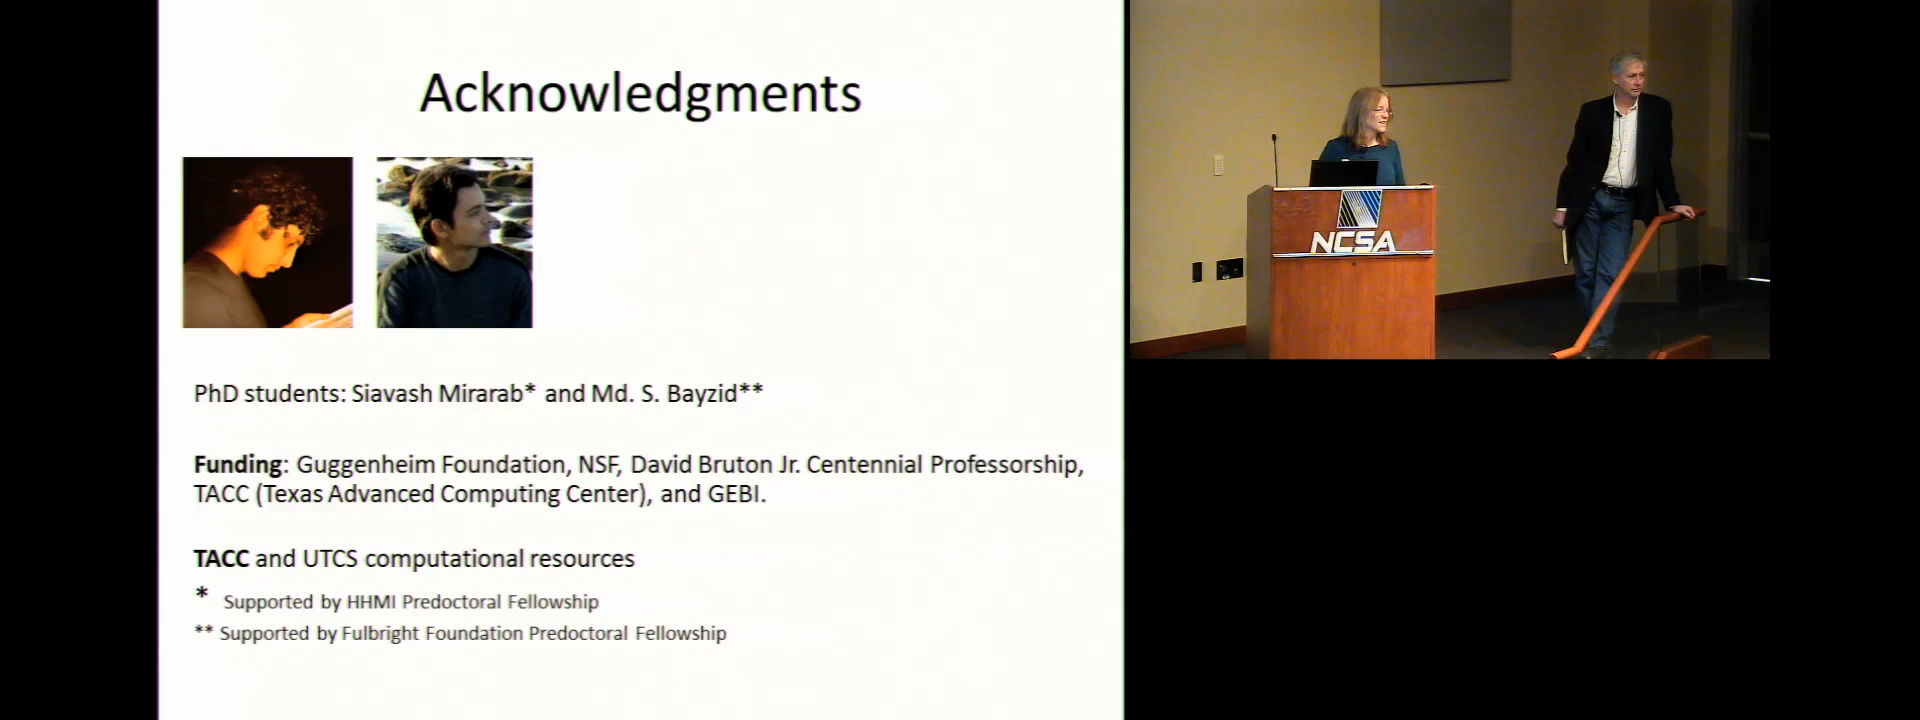 Acknowledgments
PhD students: Siavash Mirarab* and Md. S. Bayzid**
Funding: Guggenheim Foundation, NSF, David Bruton Jr. Centennial Professorship,
TACC (Texas Advanced Computing Center), and GEBI.
TACC and UTCS computational resources
* Supported by HHMI Predoctoral Fellowship
** Supported by Fulbright Foundation Predoctoral Fellowship
NCSA